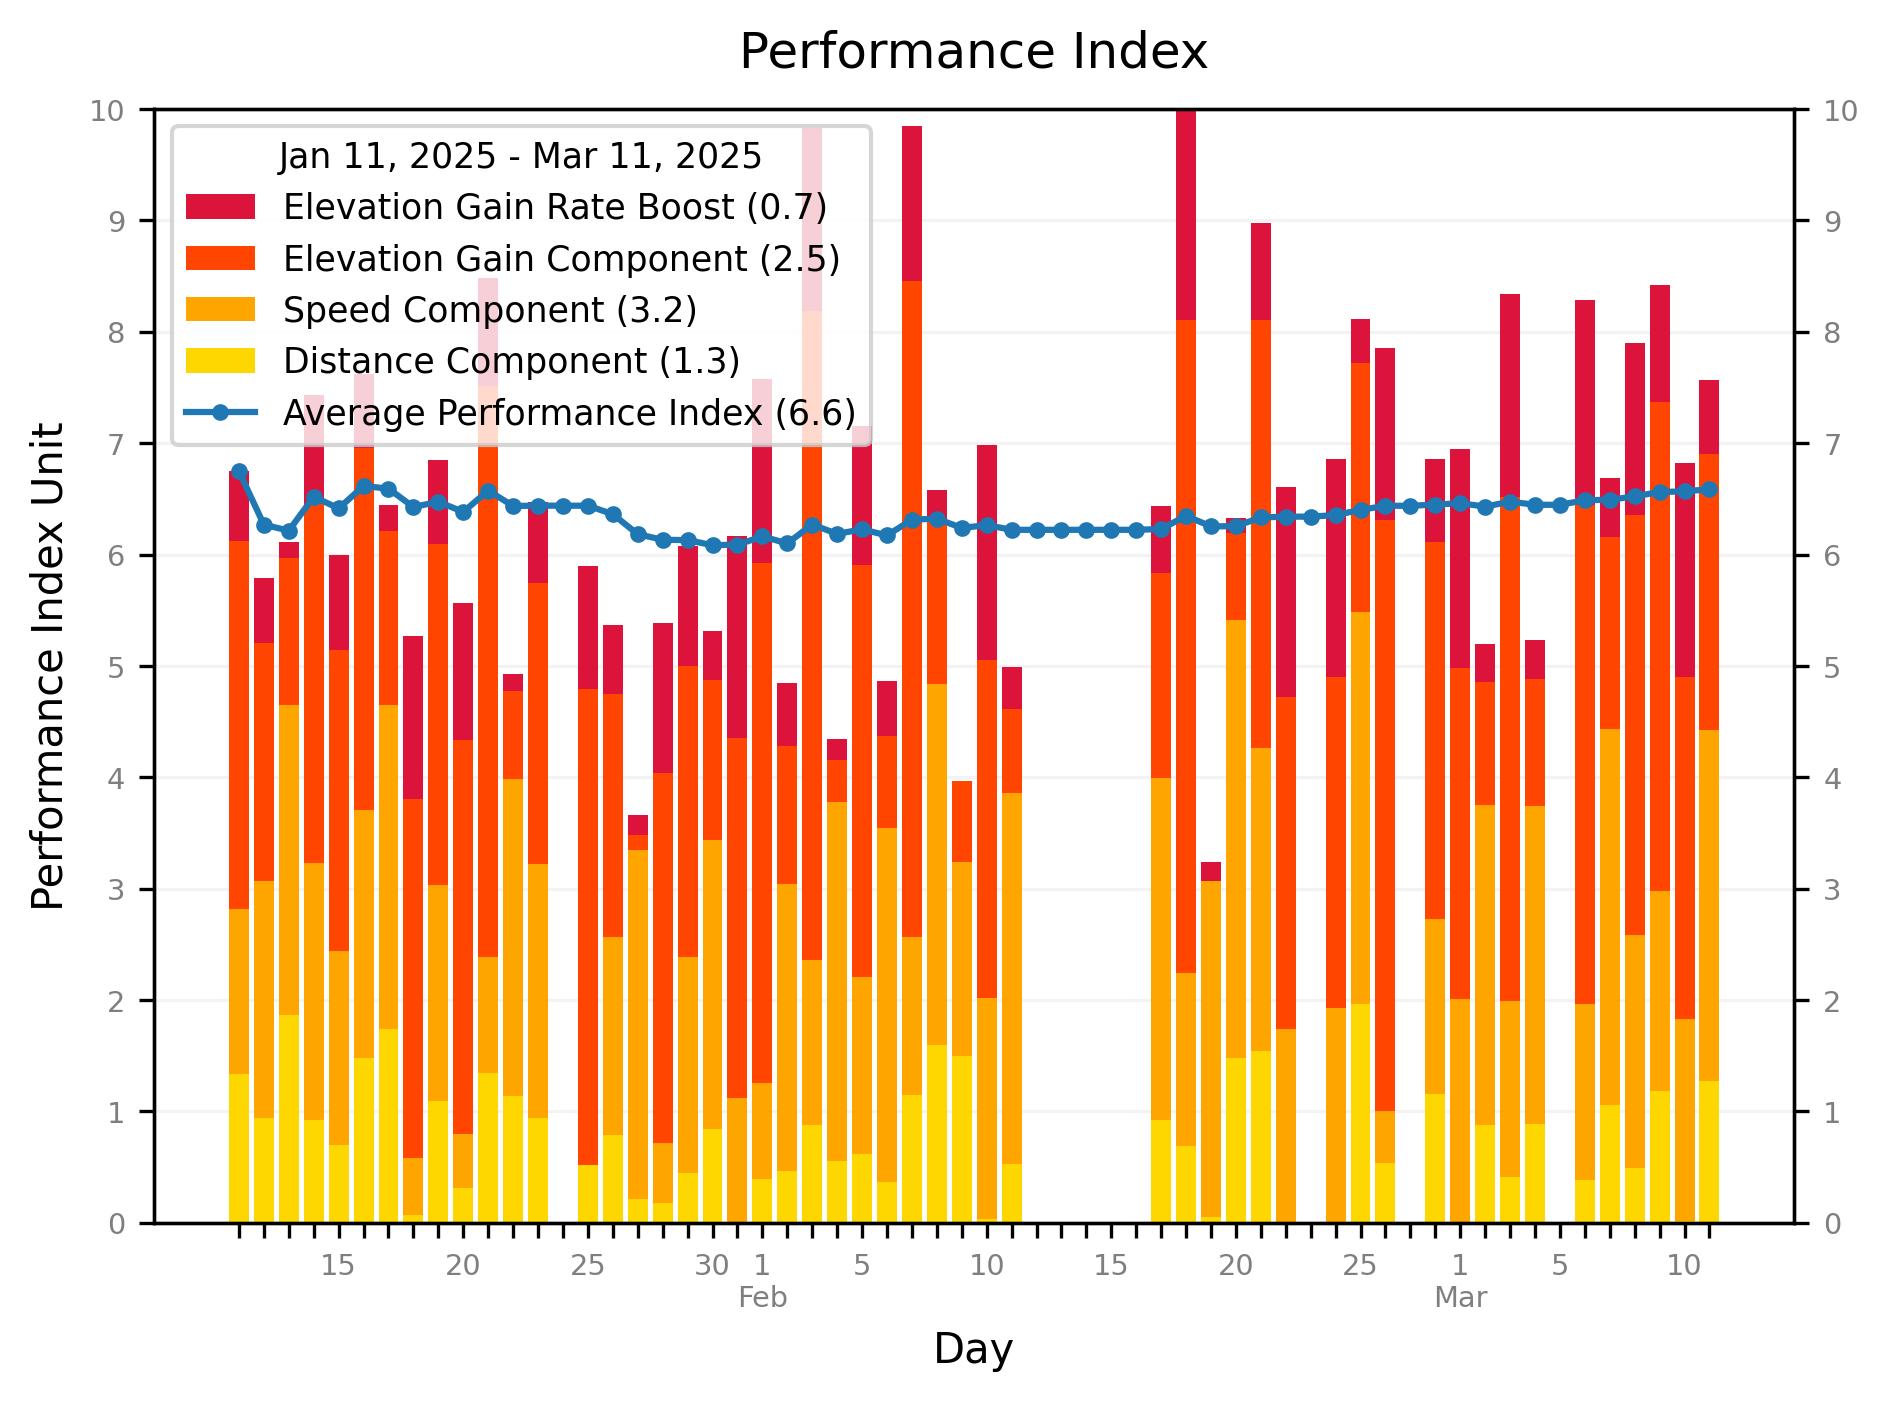 Performance Index
Jan 11, 2025 - Mar 11, 2025
Elevation Gain Rate Boost (0.7)
Elevation Gain Component (2.5)
Speed Component (3.2)
Distance Component (1.3)
Average Performance Index (6.6)
Performance Index Unit
10
9
8
7
6
5
4
3
2
1
0
10
9
8
7
6
5
4
3
2
1
0
15 20 25 30 1 5 10 15 20 25 1 5 10
Feb Mar
Day